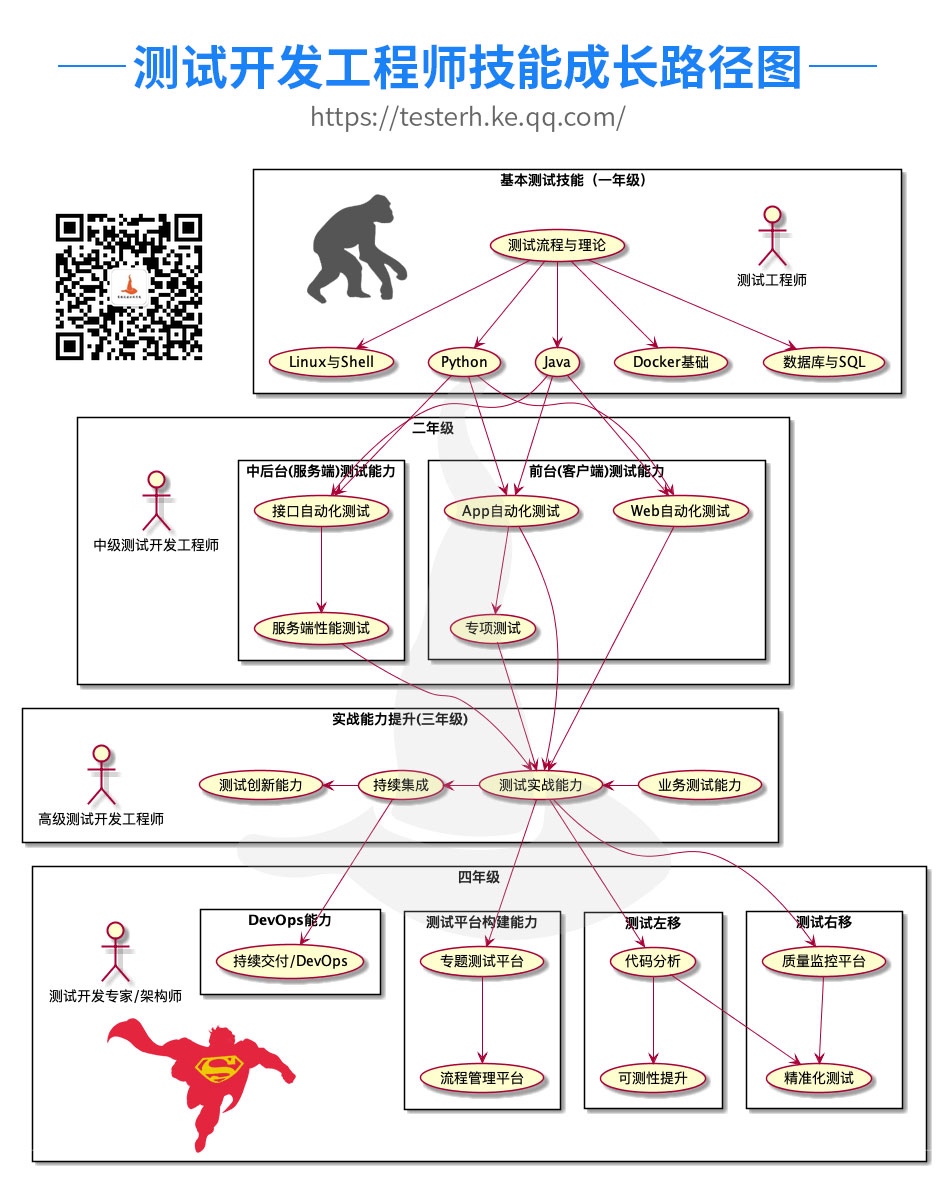 测试开发工程师技能成长路径图
https://testerh.ke.qq.com/
基本测试技能（一年级）
测试流程与理论
测试工程师
Linux与Shell
Python
Java
Docker基础
数据库与SQL
二年级
中后台(服务端)测试能力
前台(客户端)测试能力
接口自动化测试
App自动化测试
Web自动化测试
中级测试开发工程师
服务端性能测试
专项测试
实战能力提升(三年级)
测试创新能力
持续集成
测试实战能力
业务测试能力
高级测试开发工程师
四年级
DevOps能力
测试平台构建能力
测试左移
测试右移
持续交付/DevOps
专题测试平台
代码分析
质量监控平台
测试开发专家/架构师
流程管理平台
可测性提升
精准化测试